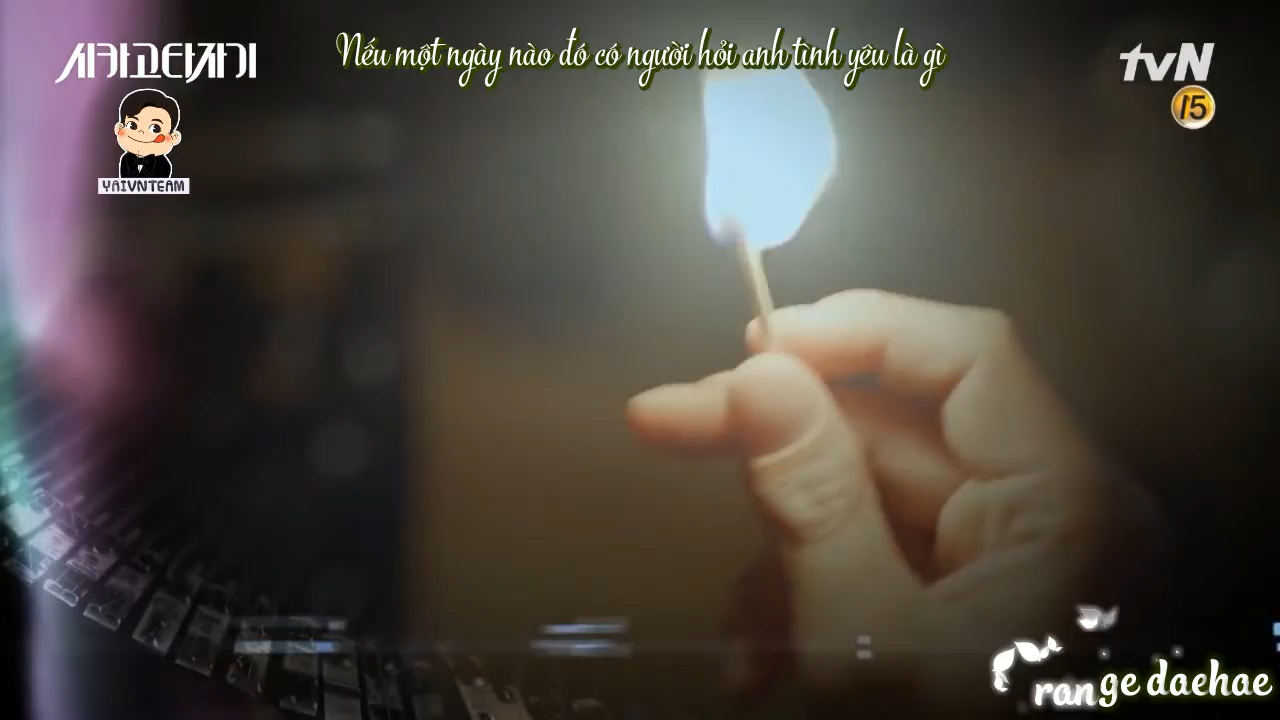 시카고타자기
Nếu một ngày nào đó có người hỏi anh tình yêu là gì
tvN
15
YAIVNTEAM
range daehae